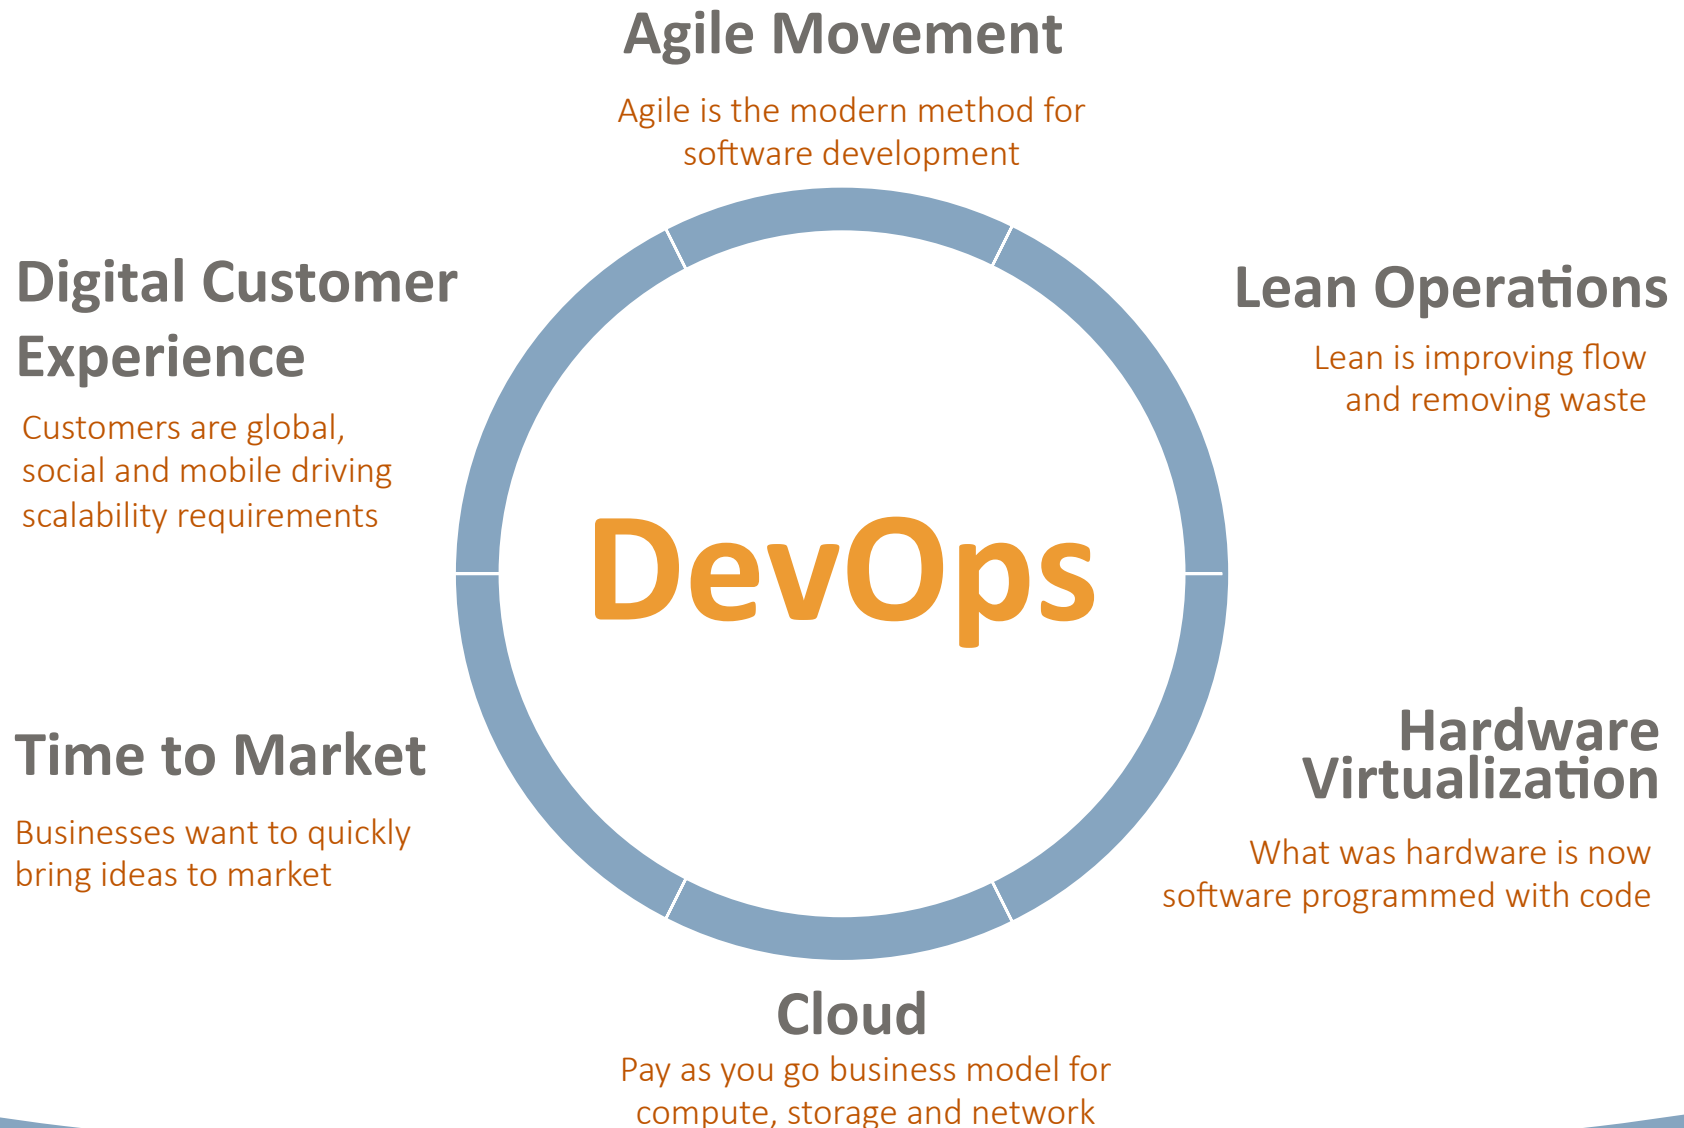 Agile Movement
Agile is the modern method for
software development
Digital Customer
Experience
Customers are global,
social and mobile driving
scalability requirements
Lean Operations
Lean is improving flow
and removing waste
DevOps
Time to Market
Businesses want to quickly
bring ideas to market
Hardware
Virtualization
What was hardware is now
software programmed with code
Cloud
Pay as you go business model for
compute, storage and network